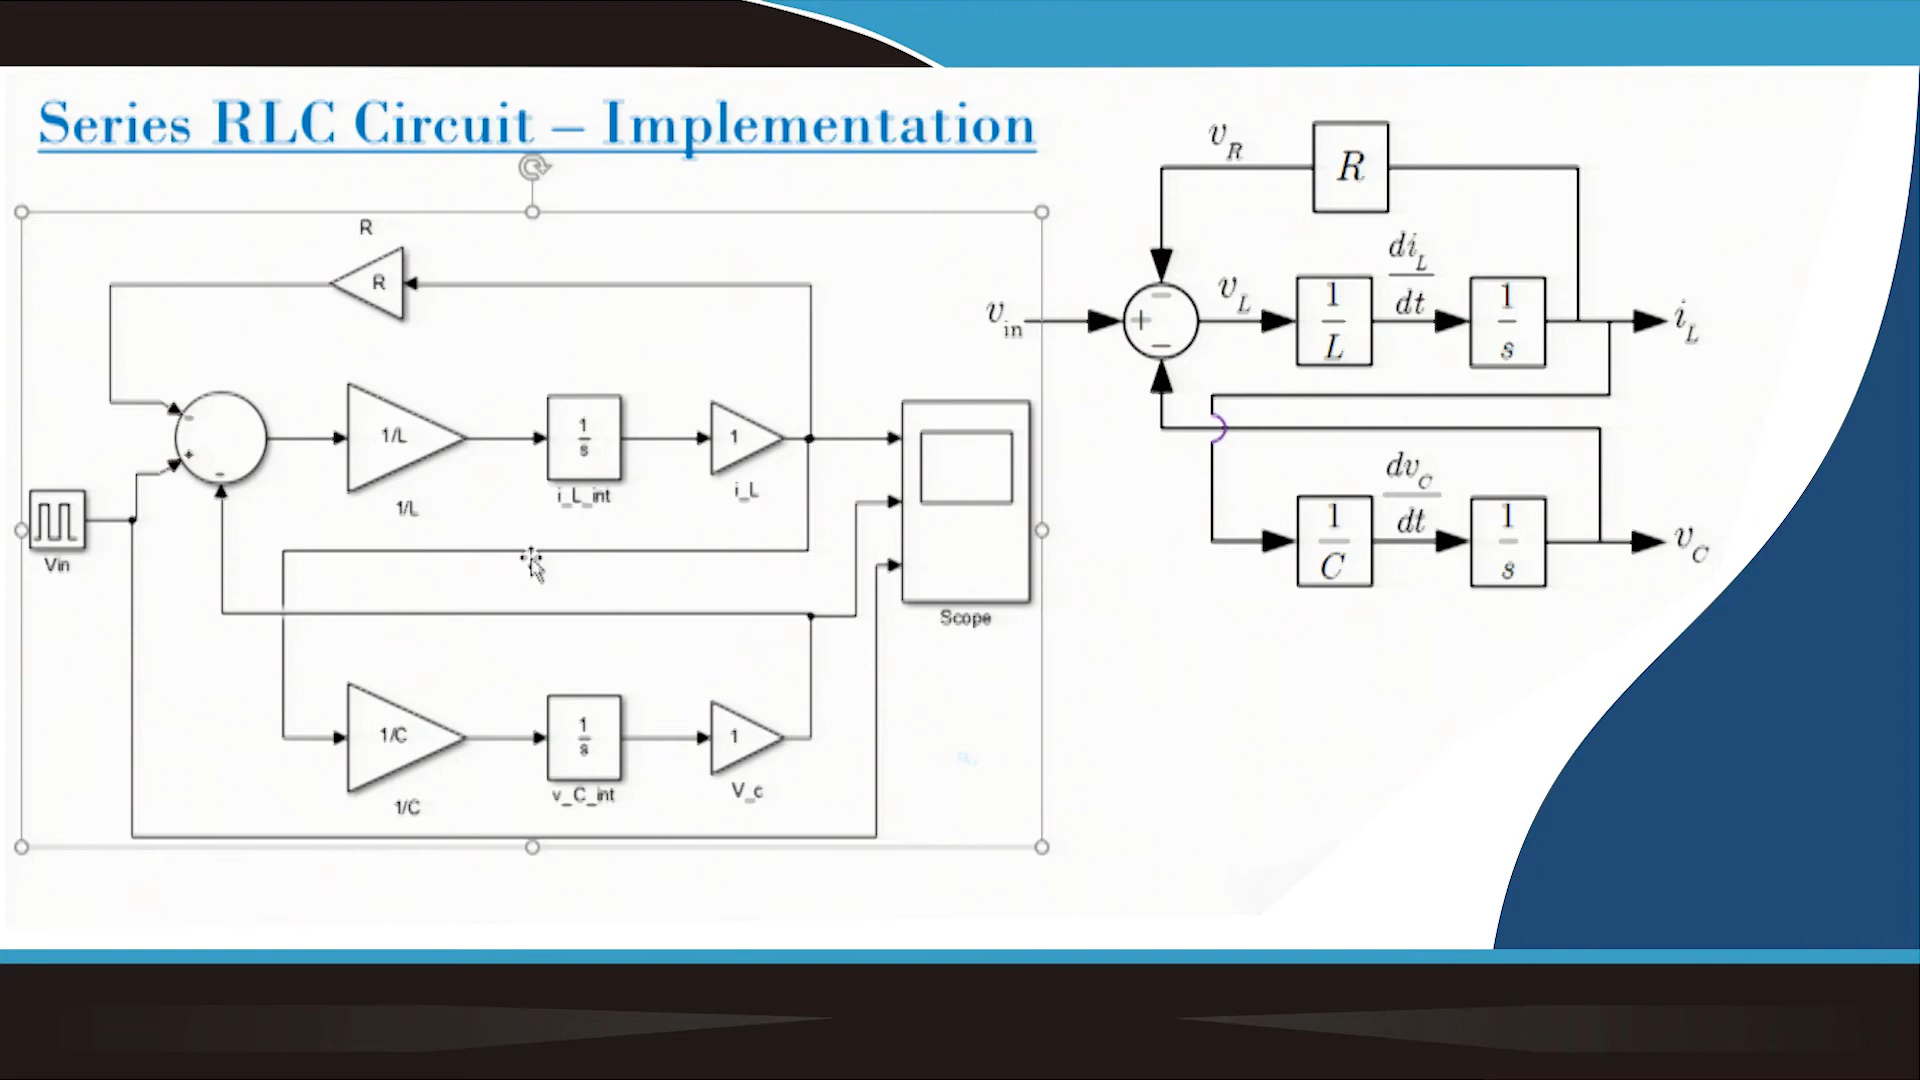 Series RLC Circuit – Implementation
R
R
1/L
1/L
1
s
i_L_int
1
i_L
Vin
Scope
1/C
1/C
1
s
v_C_int
1
V_c
v_R
R
v_in
+
−
−
v_L
1
L
di_L
dt
1
s
i_L
1
C
dv_C
dt
1
s
v_C